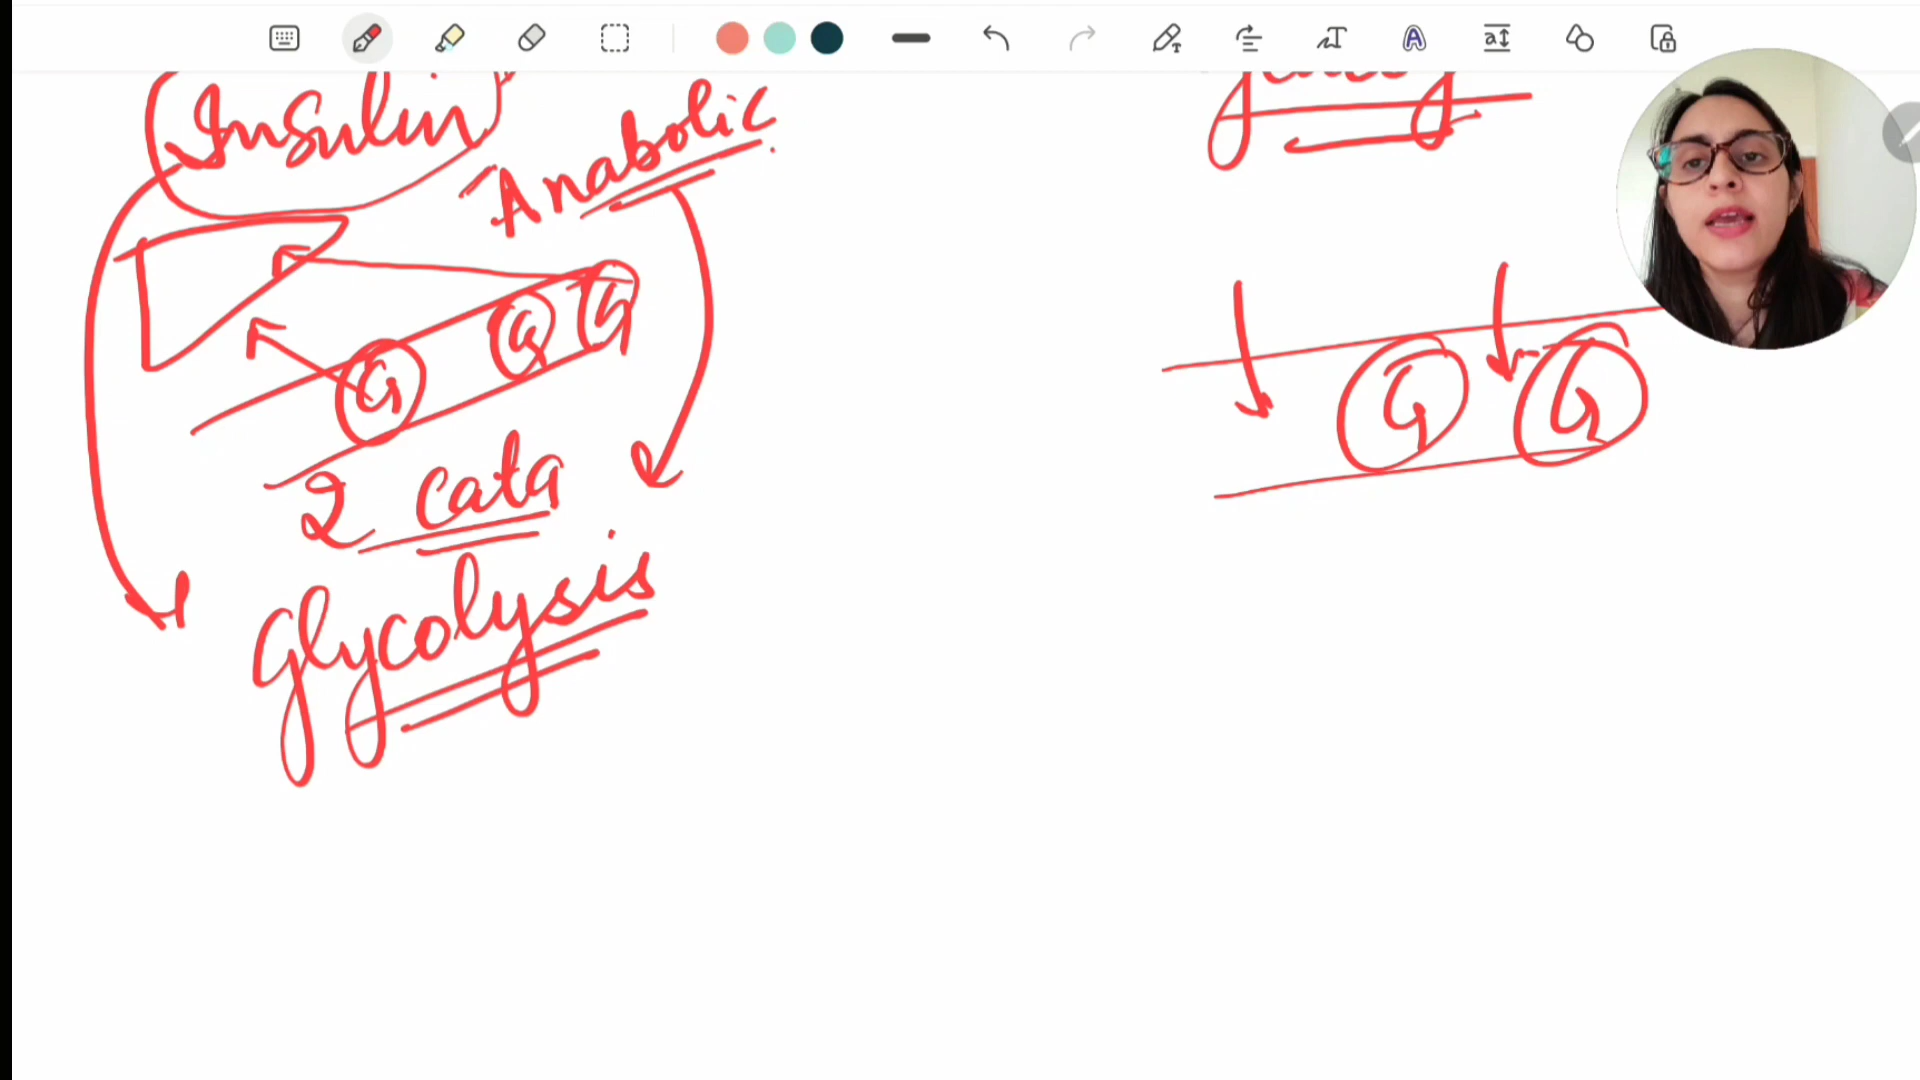 Insulin
Anabolic
G G G
2 cata
glycolysis
G G